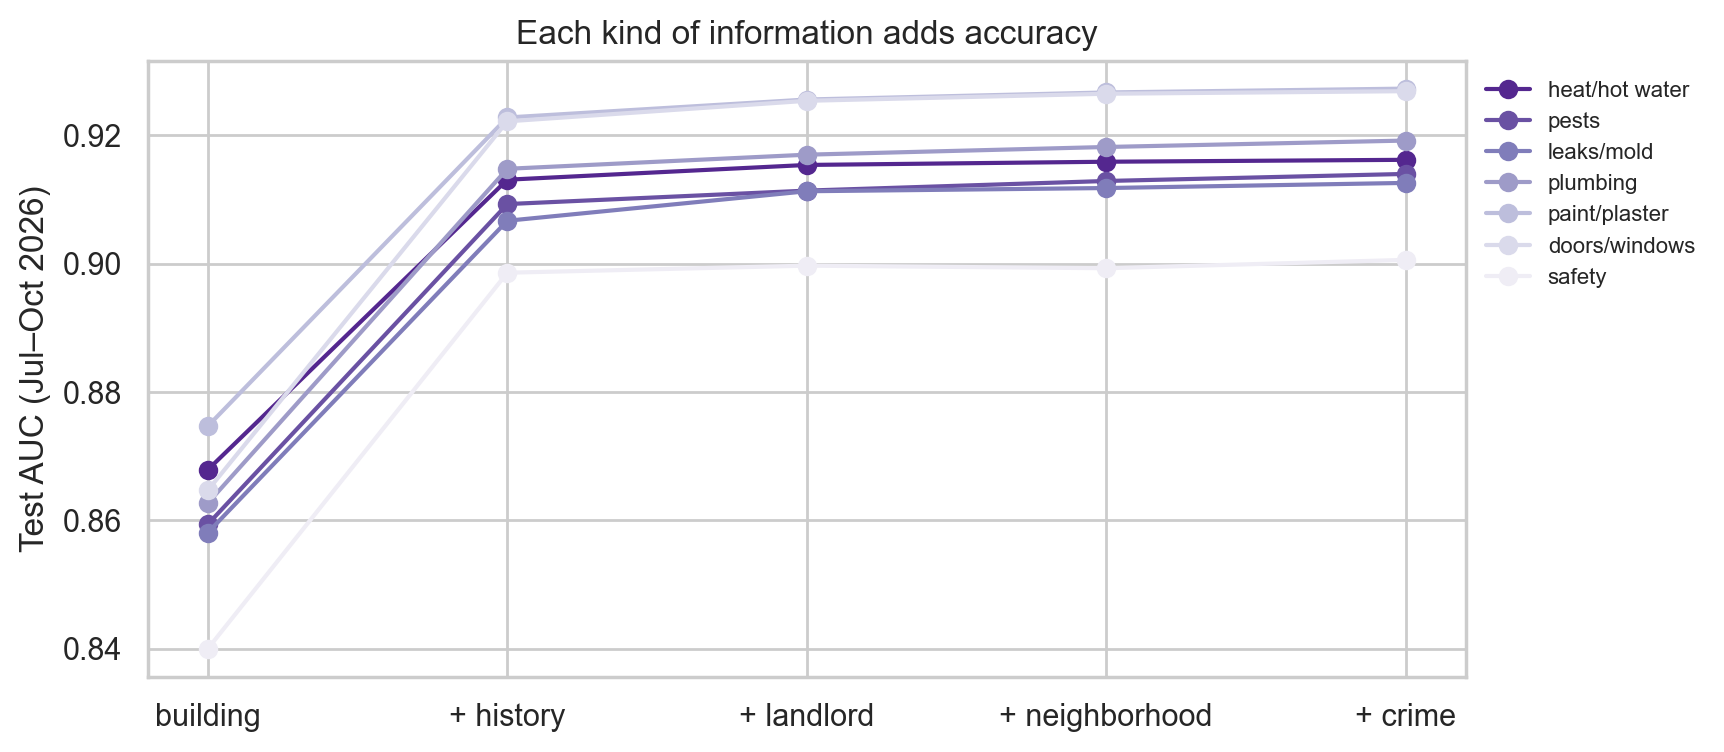 Each kind of information adds accuracy
Test AUC (Jul–Oct 2026)
0.92
0.90
0.88
0.86
0.84
building
+ history
+ landlord
+ neighborhood
+ crime
heat/hot water
pests
leaks/mold
plumbing
paint/plaster
doors/windows
safety